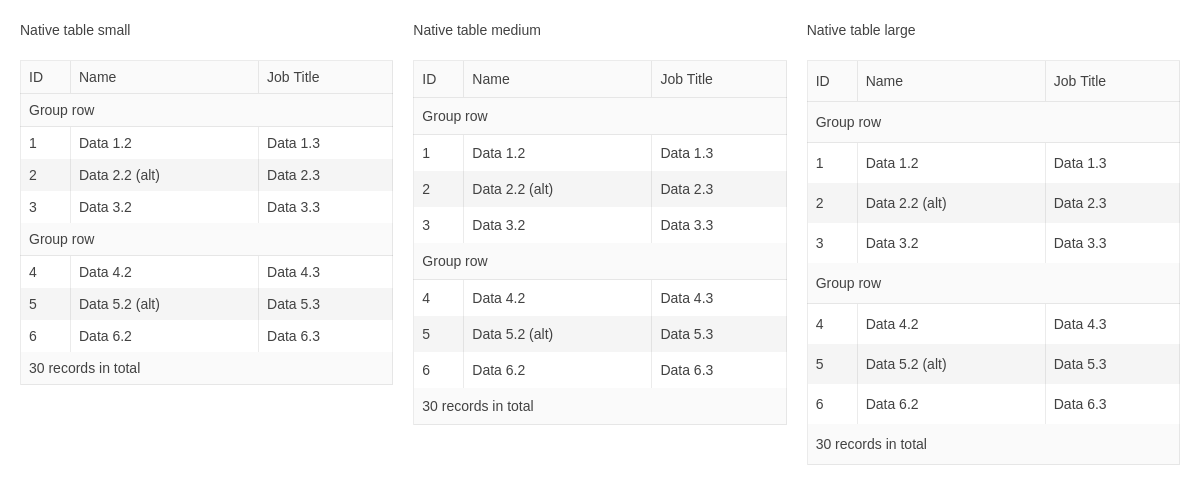 Native table small
ID Name Job Title
Group row
1 Data 1.2 Data 1.3
2 Data 2.2 (alt) Data 2.3
3 Data 3.2 Data 3.3
Group row
4 Data 4.2 Data 4.3
5 Data 5.2 (alt) Data 5.3
6 Data 6.2 Data 6.3
30 records in total
Native table medium
ID Name Job Title
Group row
1 Data 1.2 Data 1.3
2 Data 2.2 (alt) Data 2.3
3 Data 3.2 Data 3.3
Group row
4 Data 4.2 Data 4.3
5 Data 5.2 (alt) Data 5.3
6 Data 6.2 Data 6.3
30 records in total
Native table large
ID Name Job Title
Group row
1 Data 1.2 Data 1.3
2 Data 2.2 (alt) Data 2.3
3 Data 3.2 Data 3.3
Group row
4 Data 4.2 Data 4.3
5 Data 5.2 (alt) Data 5.3
6 Data 6.2 Data 6.3
30 records in total